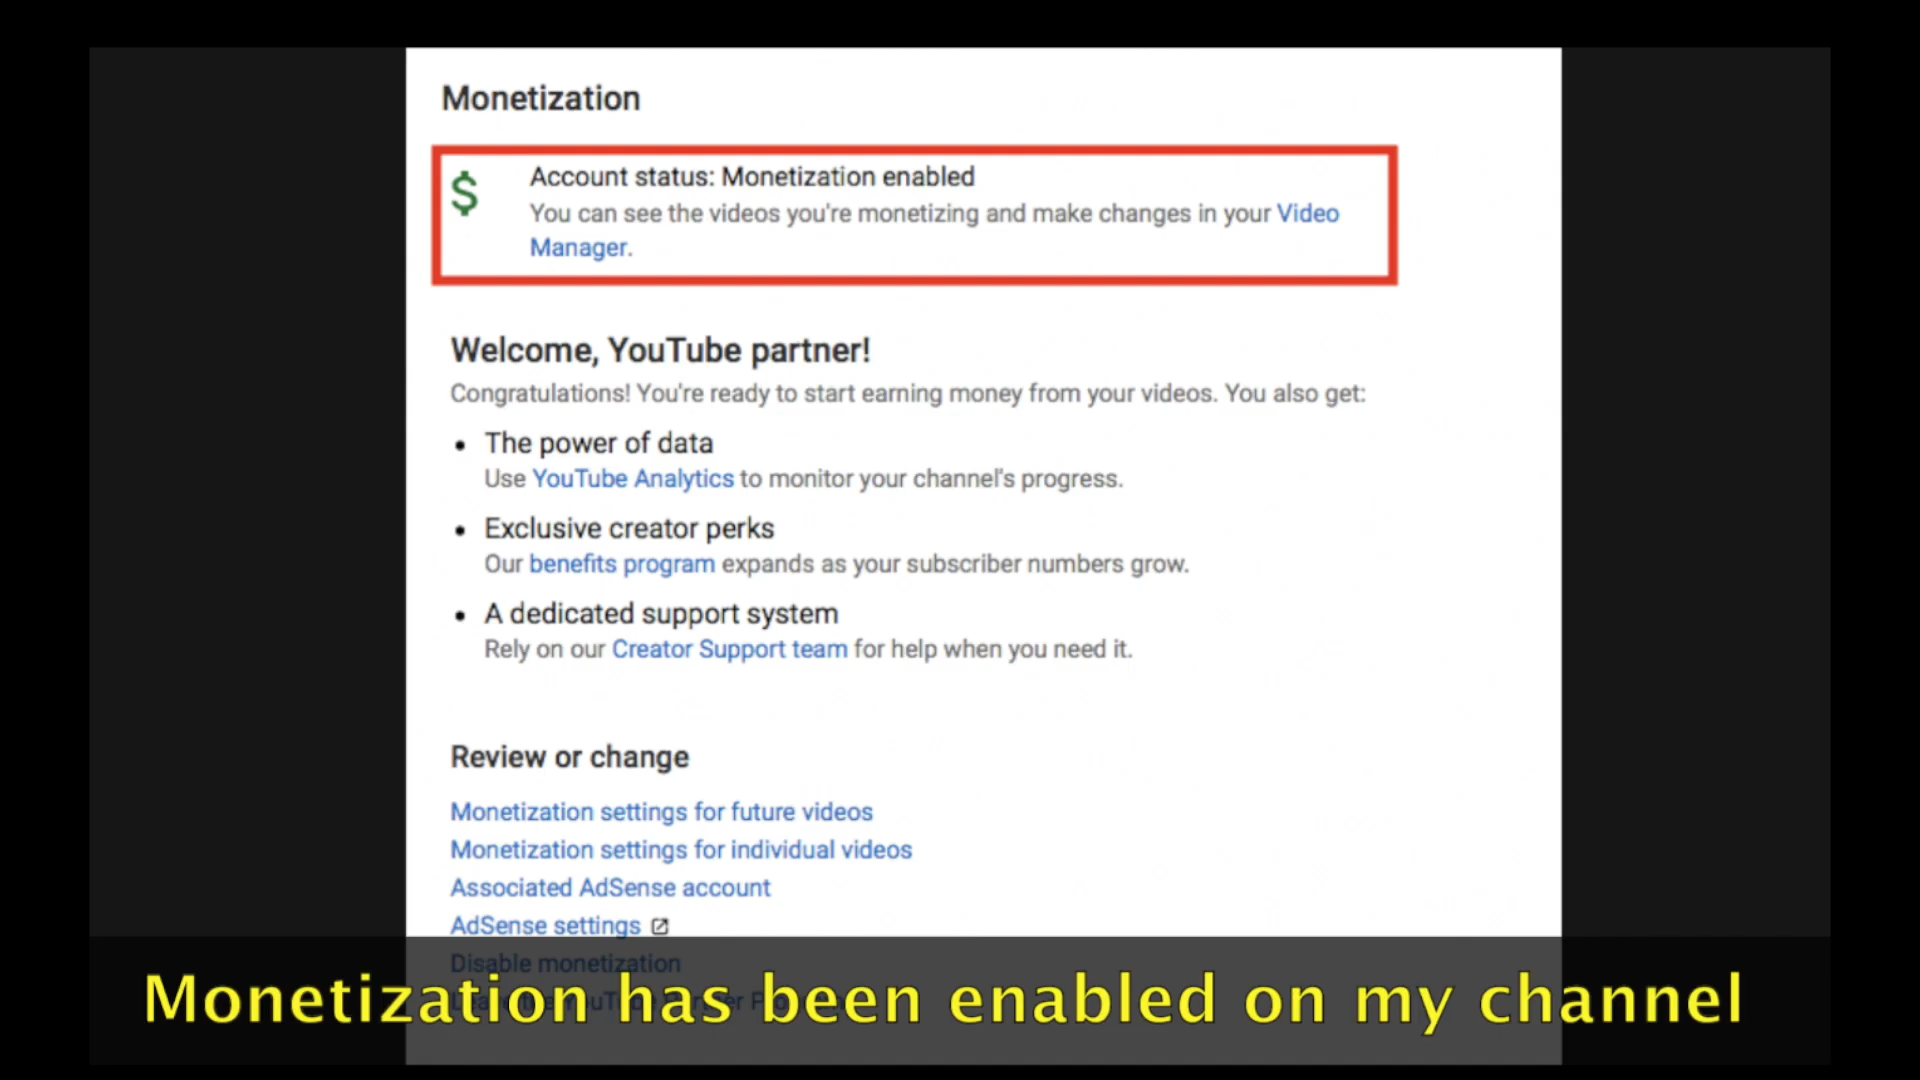 Monetization
Account status: Monetization enabled
You can see the videos you're monetizing and make changes in your Video
Manager.
Welcome, YouTube partner!
Congratulations! You're ready to start earning money from your videos. You also get:
• The power of data
Use YouTube Analytics to monitor your channel's progress.
• Exclusive creator perks
Our benefits program expands as your subscriber numbers grow.
• A dedicated support system
Rely on our Creator Support team for help when you need it.
Review or change
Monetization settings for future videos
Monetization settings for individual videos
Associated AdSense account
AdSense settings
Disable monetization
Monetization has been enabled on my channel